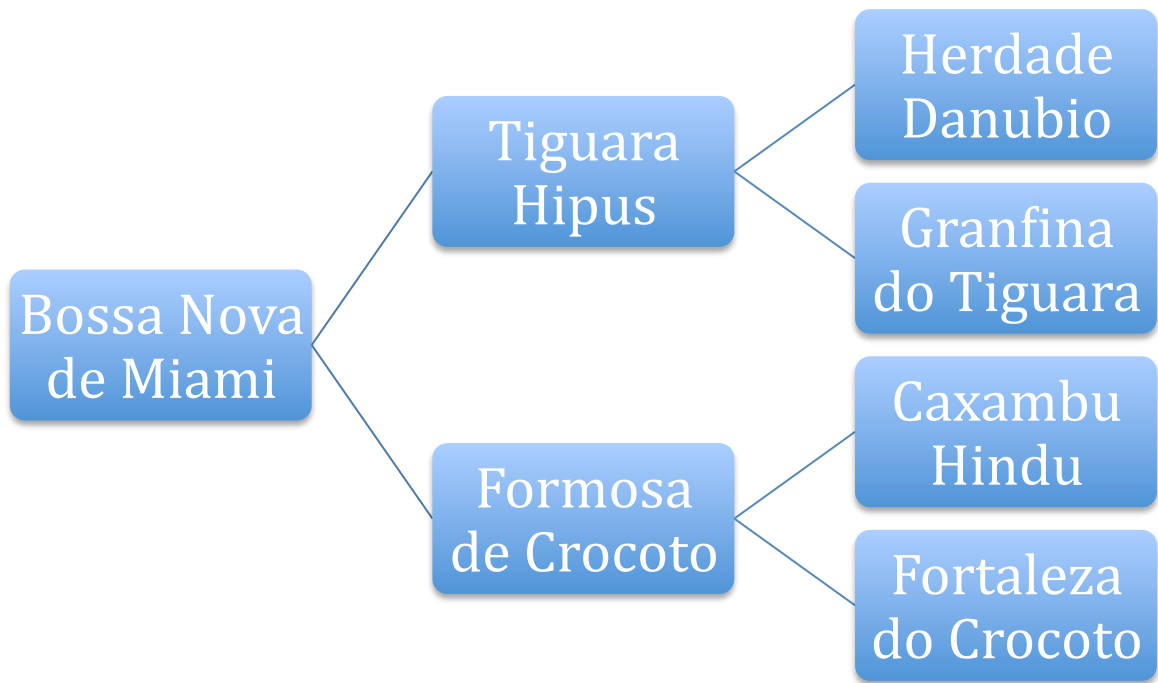 Bossa Nova
de Miami
Tiguara
Hipus
Formosa
de Crocoto
Herdade
Danubio
Granfina
do Tiguara
Caxambu
Hindu
Fortaleza
do Crocoto